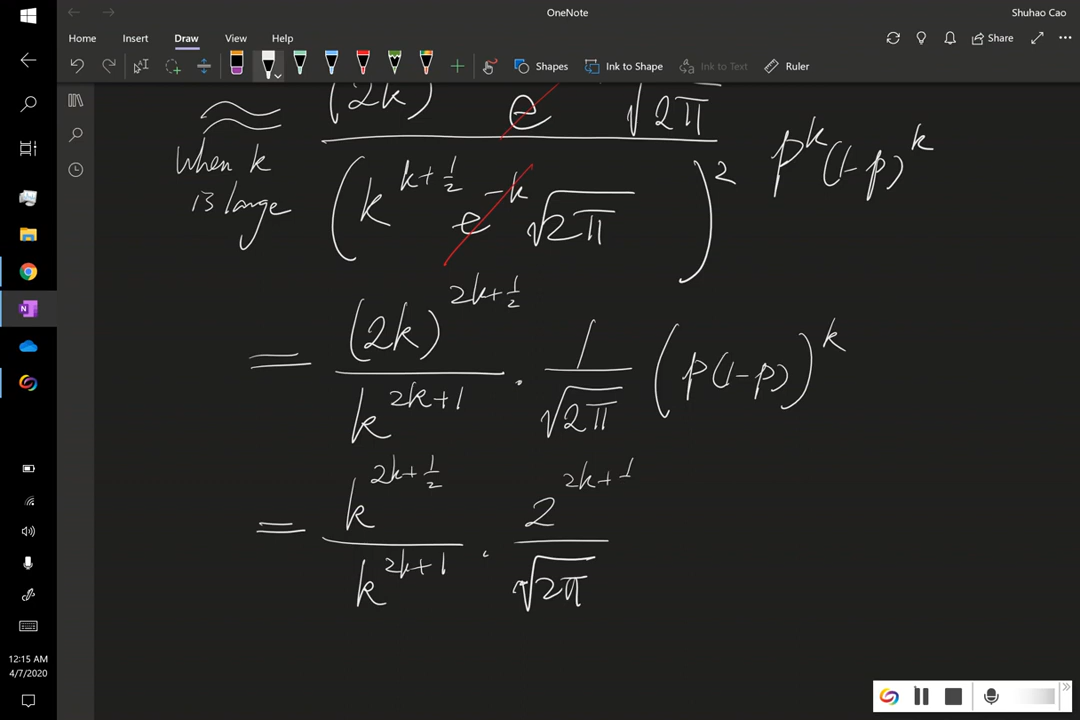 OneNote
Shuhao Cao
Home Insert Draw View Help
Share
Shapes Ink to Shape Ink to Text Ruler
≈ (2k) e √2π
when k is large
(k^{k+1/2} e^{-k} √2π)^2 p^k(1-p)^k
= (2k)^{2k+1/2} / k^{2k+1} · 1/√2π (p(1-p))^k
= k^{2k+1/2} / k^{2k+1} · 2^{2k+1} / √2π
12:15 AM
4/7/2020